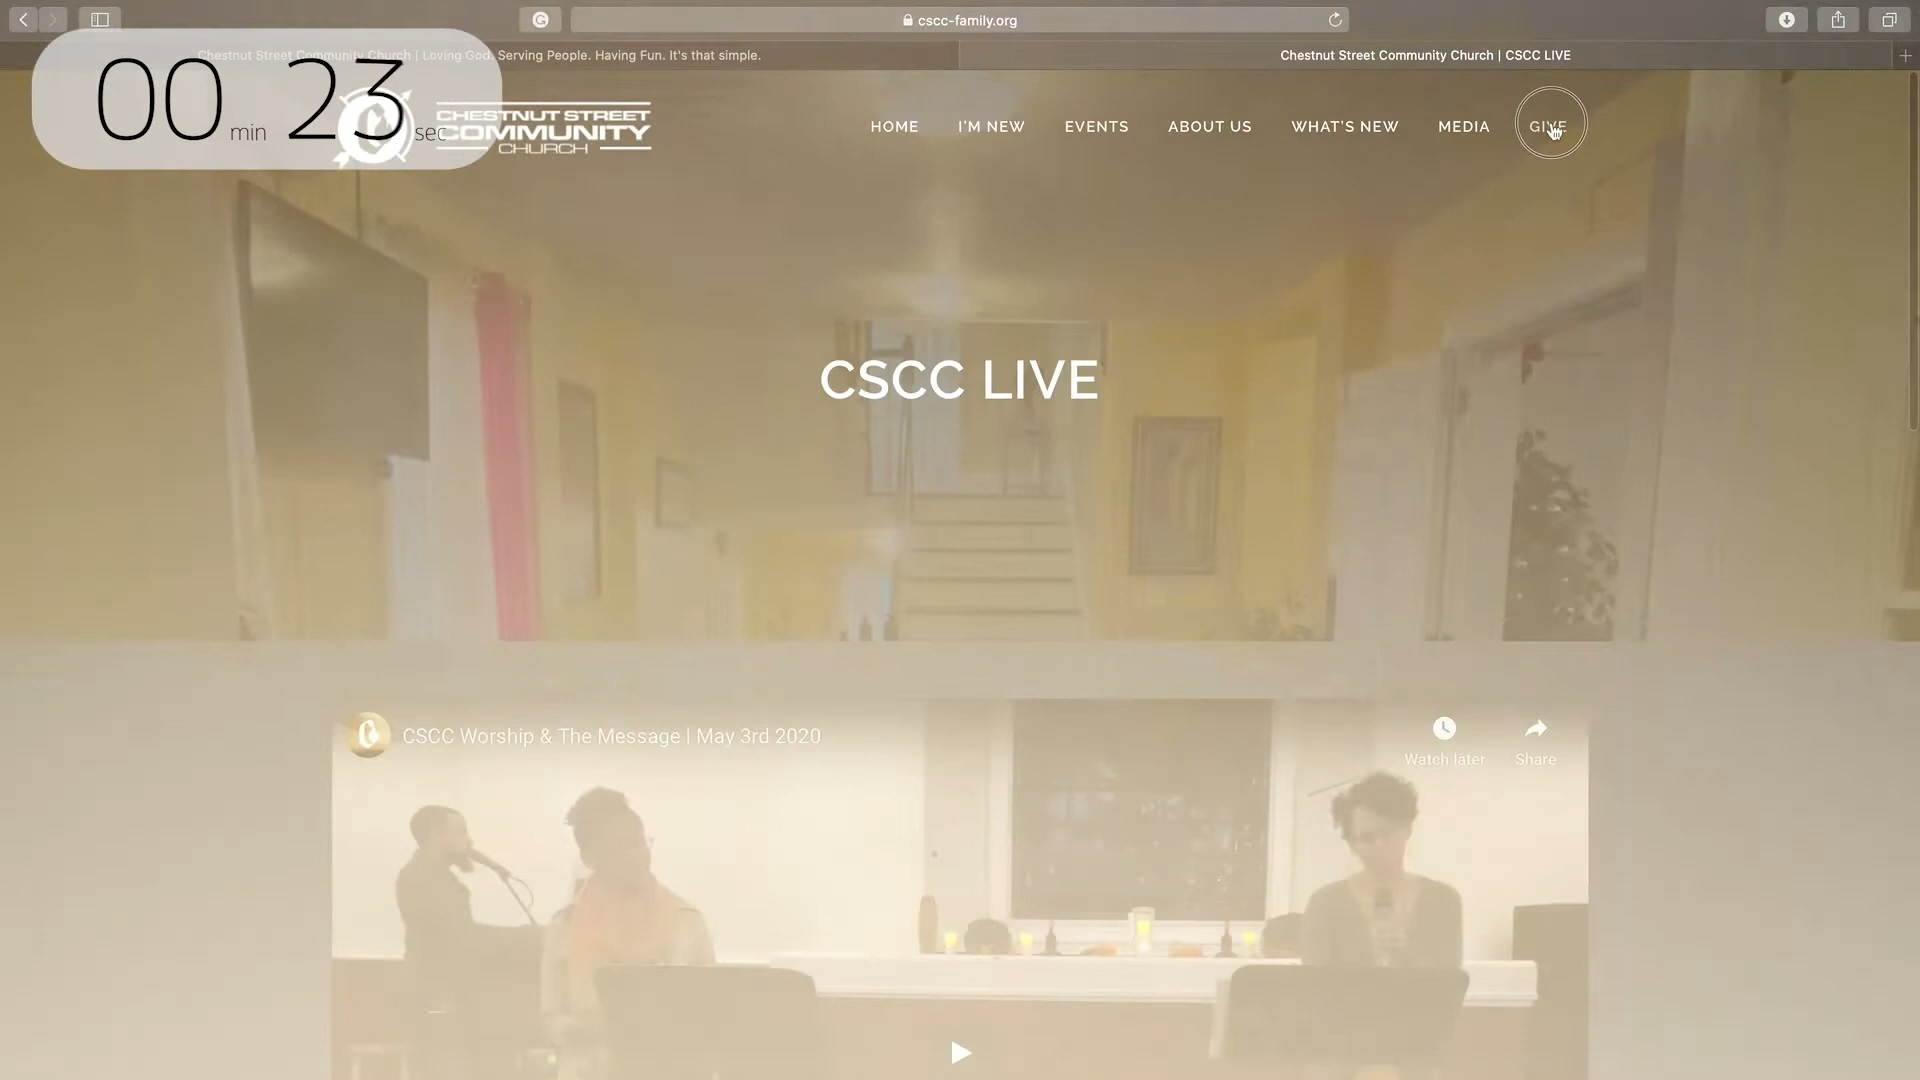 cscc-family.org
Chestnut Street Community Church | Loving God. Serving People. Having Fun. It's that simple.
Chestnut Street Community Church | CSCC LIVE
00 min 23 sec
CHESTNUT STREET
COMMUNITY
CHURCH
HOME I'M NEW EVENTS ABOUT US WHAT'S NEW MEDIA GIVE
CSCC LIVE
CSCC Worship & The Message | May 3rd 2020
Watch later
Share